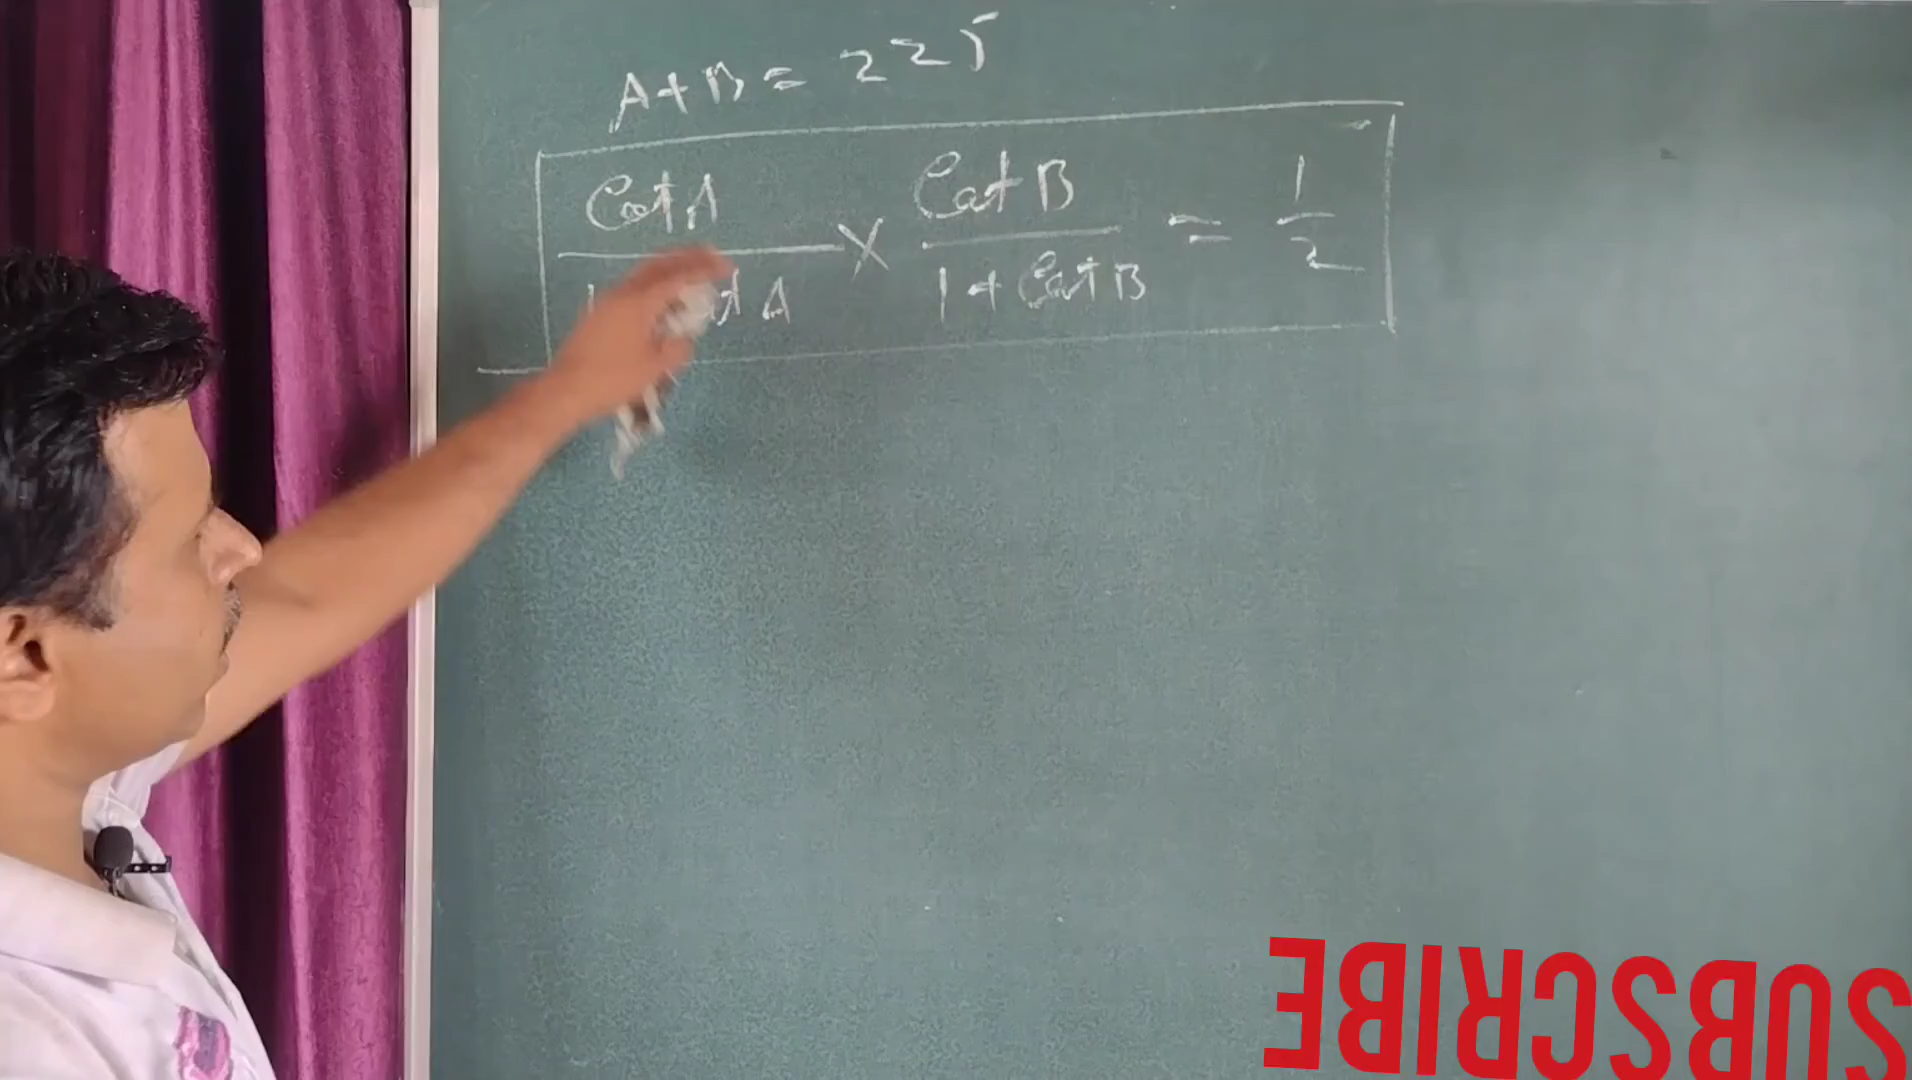 A+B = 225
Cot A / A × Cot B / 1 + Cot B = 1/2
SUBSCRIBE